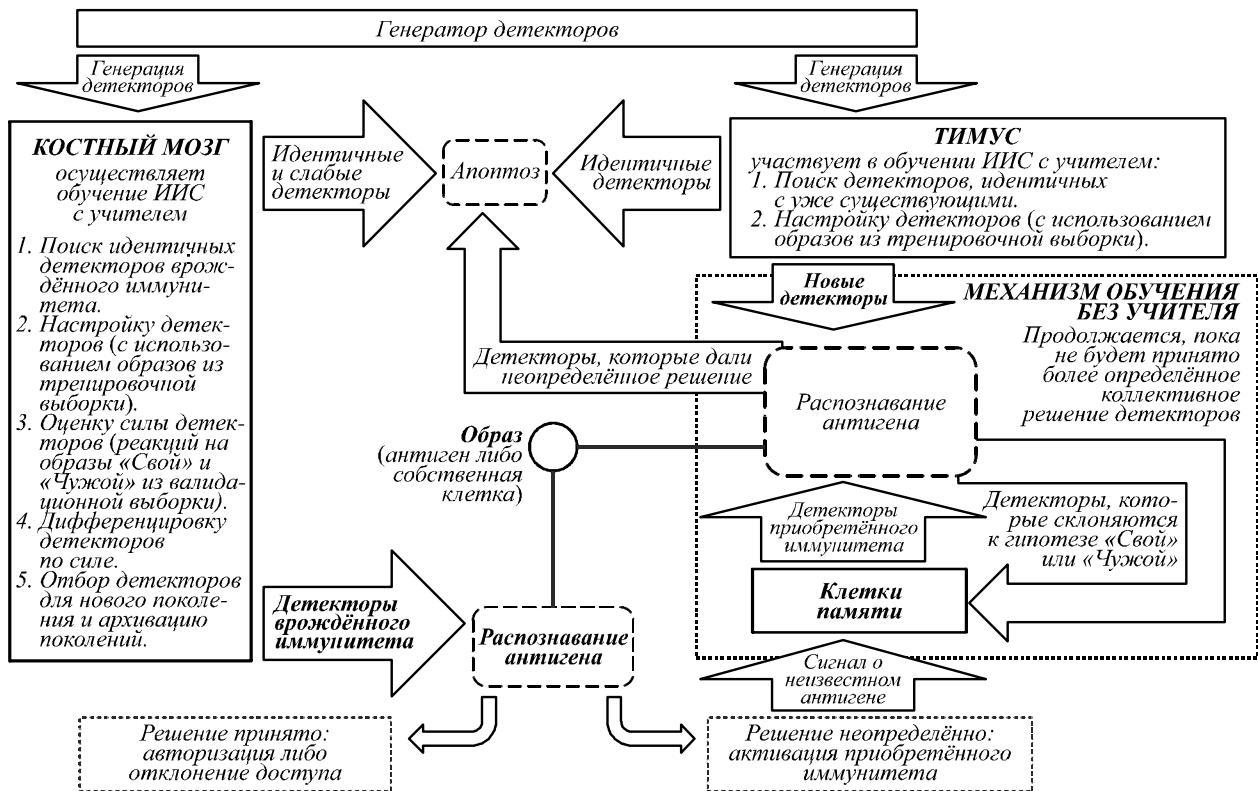 Генератор детекторов
Генерация
детекторов
Генерация
детекторов
КОСТНЫЙ МОЗГ
осуществляет
обучение ИИС
с учителем
1. Поиск идентичных
детекторов врож-
дённого иммуни-
тета.
2. Настройку детек-
торов (с использо-
ванием образов из
тренировочной
выборки).
3. Оценку силы детек-
торов (реакций на
образы «Свой» и
«Чужой» из валида-
ционной выборки).
4. Дифференцировку
детекторов
по силе.
5. Отбор детекторов
для нового поколе-
ния и архивацию
поколений.
Идентичные
и слабые
детекторы
Апоптоз
Идентичные
детекторы
ТИМУС
участвует в обучении ИИС с учителем:
1. Поиск детекторов, идентичных
с уже существующими.
2. Настройку детекторов (с использованием
образов из тренировочной выборки).
Новые
детекторы
МЕХАНИЗМ ОБУЧЕНИЯ
БЕЗ УЧИТЕЛЯ
Продолжается, пока
не будет принято
более определённое
коллективное
решение детекторов
Детекторы, которые дали
неопределённое решение
Распознавание
антигена
Образ
(антиген либо
собственная
клетка)
Детекторы
приобретённого
иммунитета
Детекторы, кото-
рые склоняются
к гипотезе «Свой»
или «Чужой»
Клетки
памяти
Детекторы
врождённого
иммунитета
Распознавание
антигена
Сигнал о
неизвестном
антигене
Решение принято:
авторизация либо
отклонение доступа
Решение неопределённо:
активация приобретённого
иммунитета